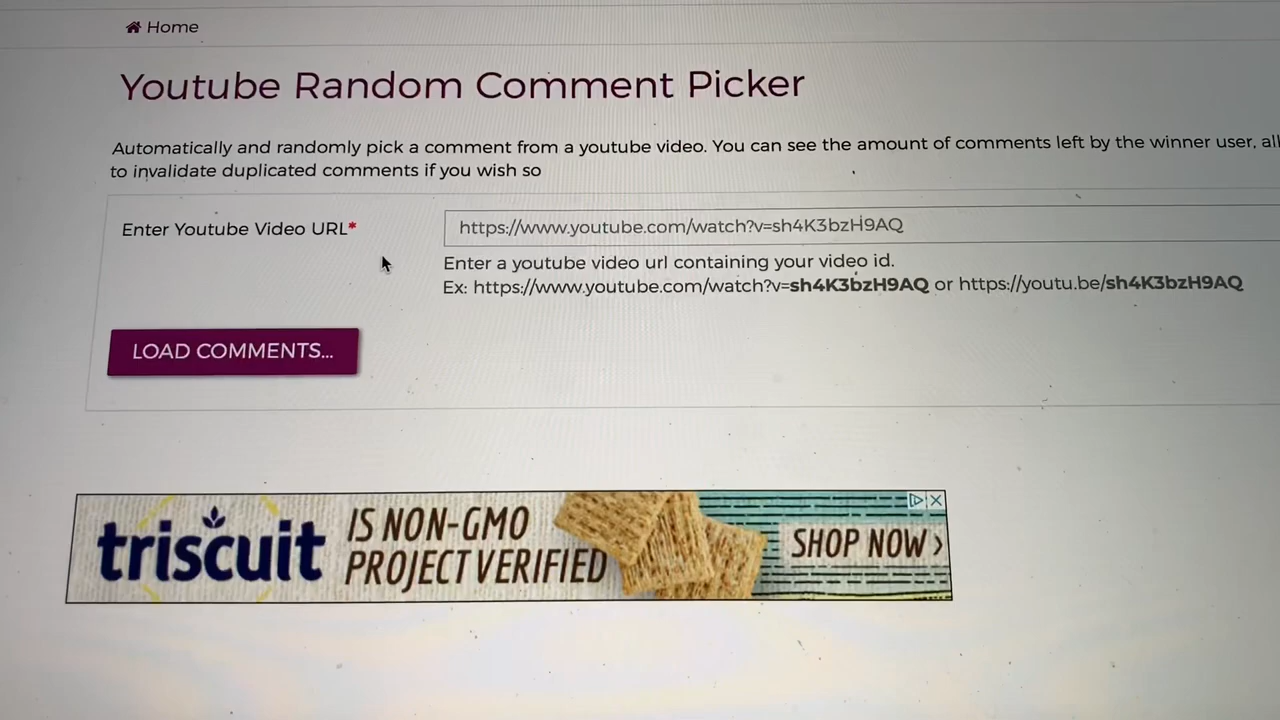 Home
Youtube Random Comment Picker
Automatically and randomly pick a comment from a youtube video. You can see the amount of comments left by the winner user,
to invalidate duplicated comments if you wish so
Enter Youtube Video URL*
https://www.youtube.com/watch?v=sh4K3bzH9AQ
Enter a youtube video url containing your video id.
Ex: https://www.youtube.com/watch?v=sh4K3bzH9AQ or https://youtu.be/sh4K3bzH9AQ
LOAD COMMENTS...
triscuit
IS NON-GMO
PROJECT VERIFIED
SHOP NOW ›